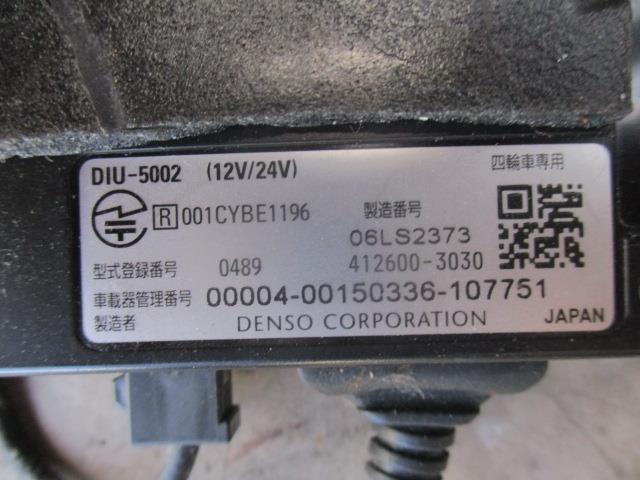 DIU-5002 (12V/24V) 四輪車専用
R 001CYBE1196 製造番号
06LS2373
型式登録番号 0489 412600-3030
車載器管理番号 00004-00150336-107751
製造者 DENSO CORPORATION JAPAN